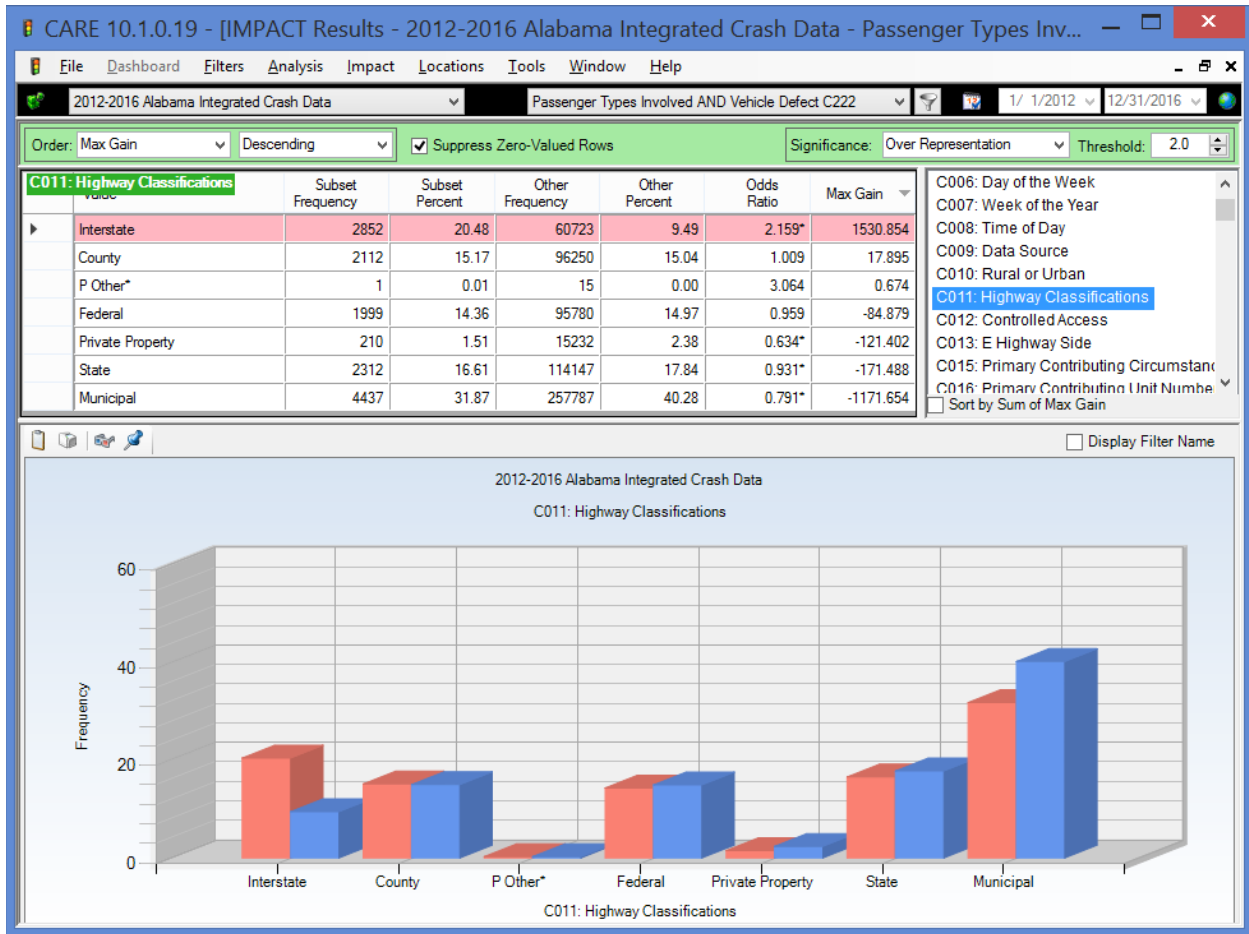 CARE 10.1.0.19 - [IMPACT Results - 2012-2016 Alabama Integrated Crash Data - Passenger Types Inv...
File Dashboard Filters Analysis Impact Locations Tools Window Help
2012-2016 Alabama Integrated Crash Data Passenger Types Involved AND Vehicle Defect C222 1/ 1/2012 12/31/2016
Order: Max Gain Descending Suppress Zero-Valued Rows Significance: Over Representation Threshold: 2.0
C011: Highway Classifications Subset Frequency Subset Percent Other Frequency Other Percent Odds Ratio Max Gain
Interstate 2852 20.48 60723 9.49 2.159* 1530.854
County 2112 15.17 96250 15.04 1.009 17.895
P Other* 1 0.01 15 0.00 3.064 0.674
Federal 1999 14.36 95780 14.97 0.959 -84.879
Private Property 210 1.51 15232 2.38 0.634* -121.402
State 2312 16.61 114147 17.84 0.931* -171.488
Municipal 4437 31.87 257787 40.28 0.791* -1171.654
C006: Day of the Week
C007: Week of the Year
C008: Time of Day
C009: Data Source
C010: Rural or Urban
C011: Highway Classifications
C012: Controlled Access
C013: E Highway Side
C015: Primary Contributing Circumstanc
C016: Primary Contributing Unit Numbe
Sort by Sum of Max Gain
Display Filter Name
2012-2016 Alabama Integrated Crash Data
C011: Highway Classifications
60
40
20
0
Frequency
Interstate County P Other* Federal Private Property State Municipal
C011: Highway Classifications